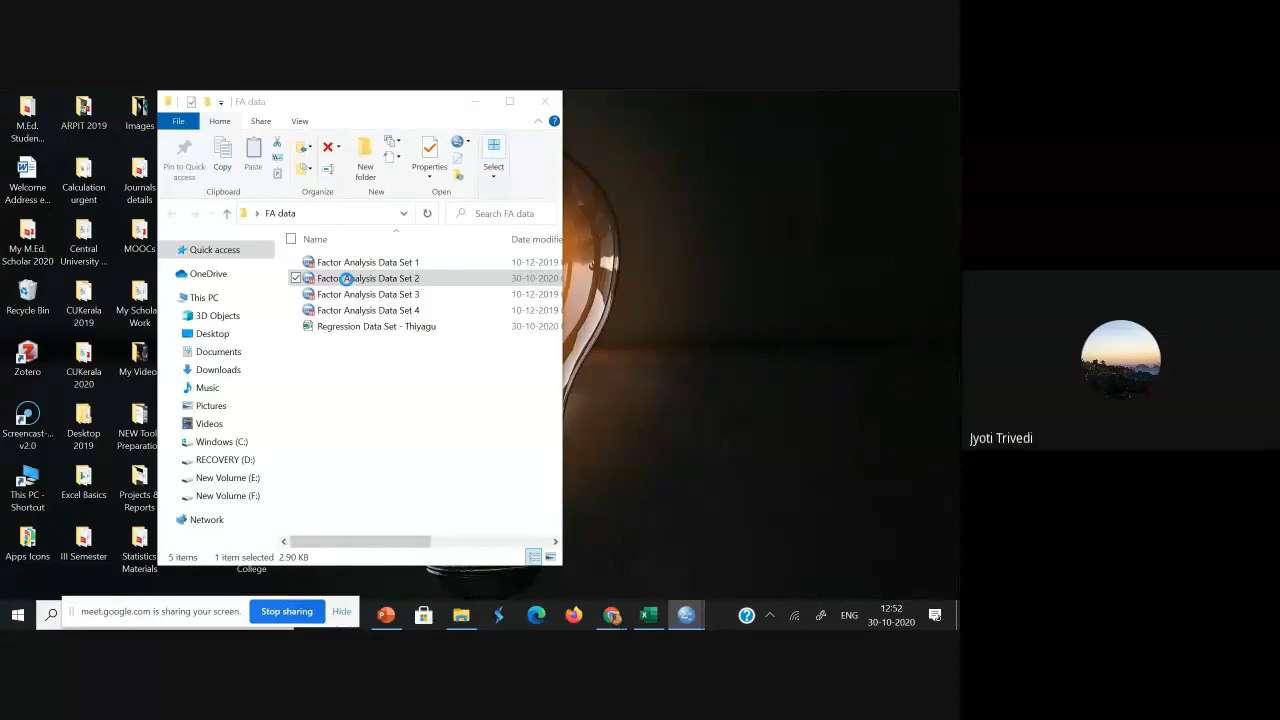 M.Ed.
Studen...
ARPIT 2019
Images
Welcome
Address e...
Calculation
urgent
Journals
details
My M.Ed.
Scholar 2020
Central
University ...
MOOCs
Recycle Bin
CUKerala
2019
My Schola
Work
Zotero
CUKerala
2020
My Video
Screencast-...
v2.0
Desktop
2019
NEW Tool
Preparatio
This PC -
Shortcut
Excel Basics
Projects &
Reports
Apps Icons
III Semester
Statistics
Materials
College
FA data
File
Home
Share
View
Pin to Quick
access
Copy
Paste
New
folder
Properties
Select
Clipboard
Organize
New
Open
FA data
Search FA data
Quick access
OneDrive
This PC
3D Objects
Desktop
Documents
Downloads
Music
Pictures
Videos
Windows (C:)
RECOVERY (D:)
New Volume (E:)
New Volume (F:)
Network
Name
Date modifie
Factor Analysis Data Set 1
10-12-2019
Factor Analysis Data Set 2
30-10-2020
Factor Analysis Data Set 3
10-12-2019
Factor Analysis Data Set 4
10-12-2019
Regression Data Set - Thiyagu
30-10-2020
5 items
1 item selected
2.90 KB
meet.google.com is sharing your screen.
Stop sharing
Hide
ENG
12:52
30-10-2020
Jyoti Trivedi